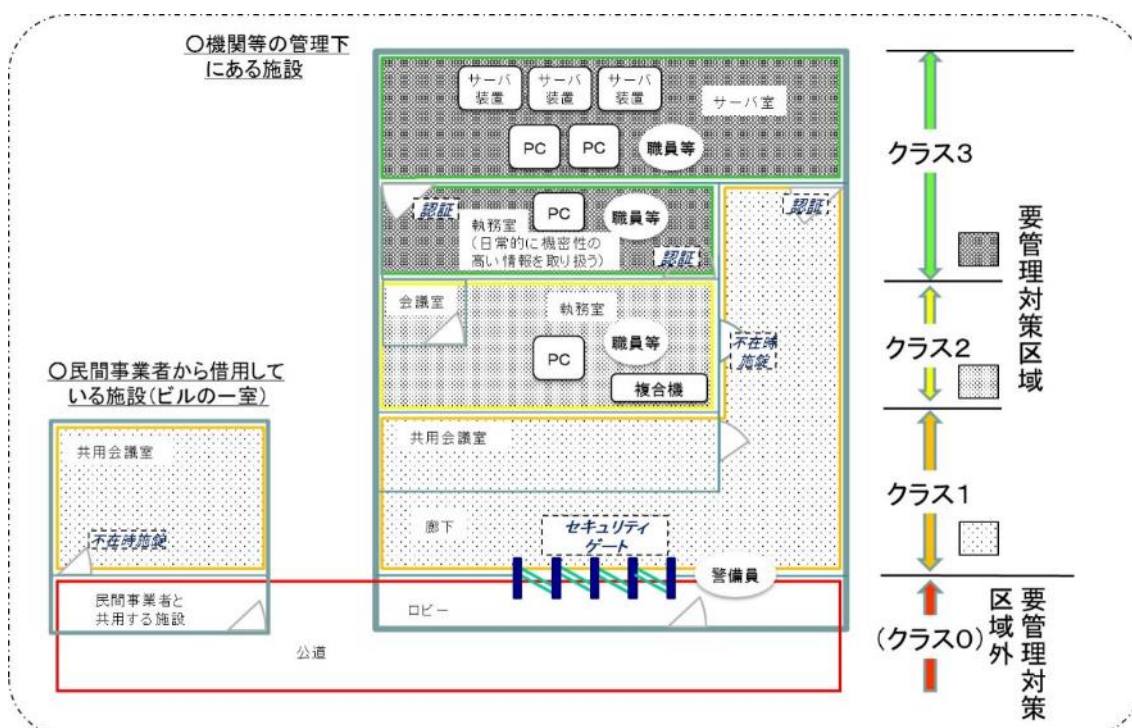 〇機関等の管理下
にある施設
サーバ
装置
サーバ
装置
サーバ
装置
サーバ室
PC
PC
職員等
認証
PC
職員等
執務室
(日常的に機密性の
高い情報を取り扱う)
認証
認証
会議室
執務室
職員等
PC
複合機
不在時
施錠
共用会議室
廊下
セキュリティ
ゲート
警備員
ロビー
〇民間事業者から借用して
いる施設(ビルの一室)
共用会議室
不在時施錠
民間事業者と
共用する施設
公道
クラス3
クラス2
クラス1
(クラス0)
要管理対策区域
要管理対策
区域外